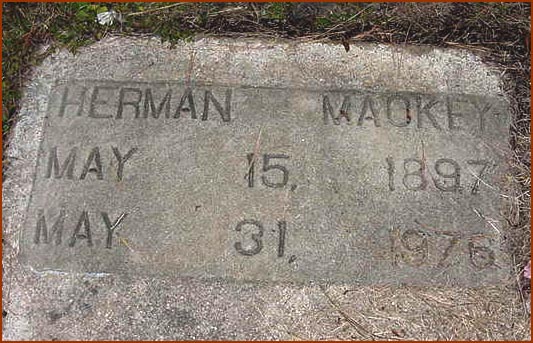 HERMAN MACKEY
MAY 15, 1897
MAY 31, 1976